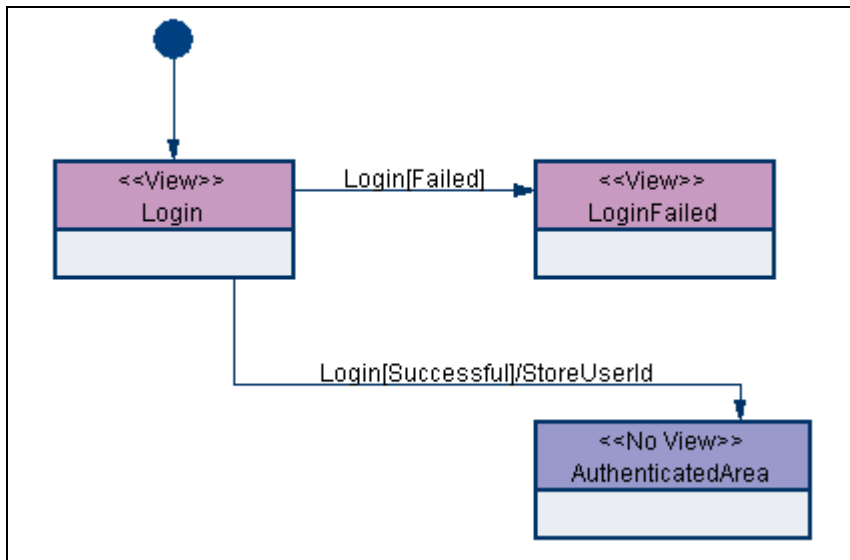 <<View>>
Login
Login[Failed]
<<View>>
LoginFailed
Login[Successful]/StoreUserId
<<No View>>
AuthenticatedArea